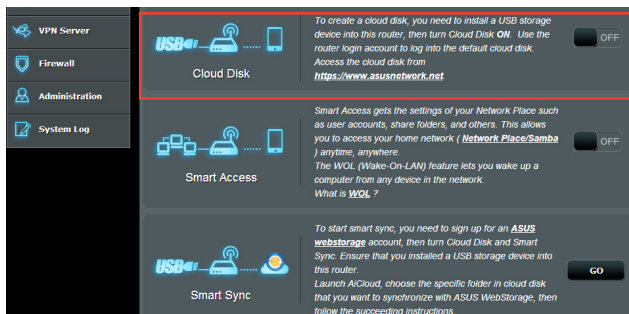 VPN Server
Firewall
Administration
System Log
USB
Cloud Disk
To create a cloud disk, you need to install a USB storage
device into this router, then turn Cloud Disk ON. Use the
router login account to log into the default cloud disk.
Access the cloud disk from
https://www.asusnetwork.net.
OFF
Smart Access
Smart Access gets the settings of your Network Place such
as user accounts, share folders, and others. This allows
you to access your home network ( Network Place/Samba
) anytime, anywhere.
The WOL (Wake-On-LAN) feature lets you wake up a
computer from any device in the network.
What is WOL ?
OFF
USB
Smart Sync
To start smart sync, you need to sign up for an ASUS
webstorage account, then turn Cloud Disk and Smart
Sync. Ensure that you installed a USB storage device into
this router.
Launch AiCloud, choose the specific folder in cloud disk
that you want to synchronize with ASUS WebStorage, then
follow the succeeding instructions
GO